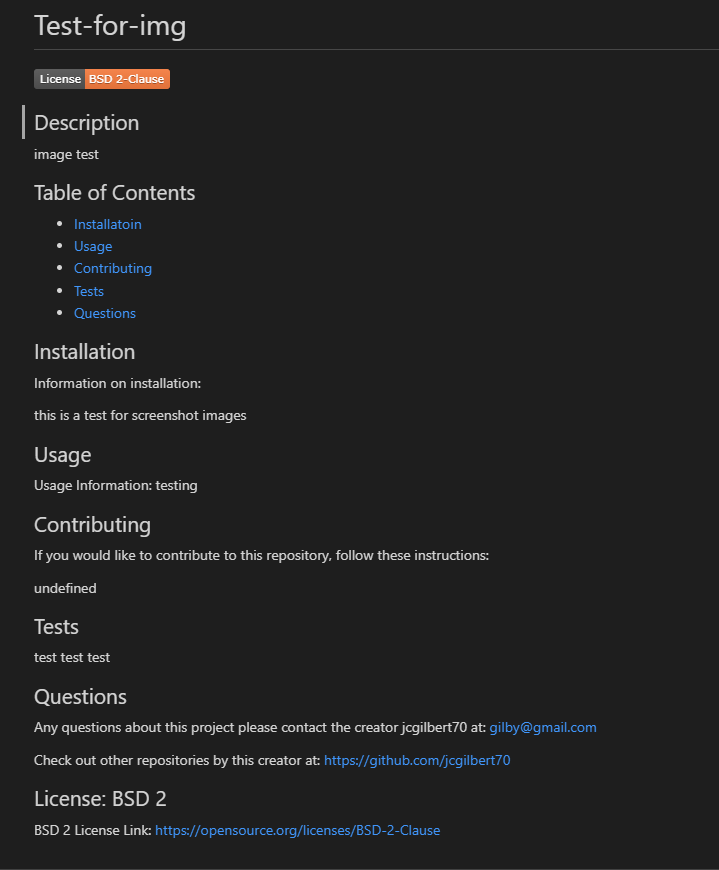 Test-for-img
License BSD 2-Clause
Description
image test
Table of Contents
Installatoin
Usage
Contributing
Tests
Questions
Installation
Information on installation:
this is a test for screenshot images
Usage
Usage Information: testing
Contributing
If you would like to contribute to this repository, follow these instructions:
undefined
Tests
test test test
Questions
Any questions about this project please contact the creator jcgilbert70 at: gilby@gmail.com
Check out other repositories by this creator at: https://github.com/jcgilbert70
License: BSD 2
BSD 2 License Link: https://opensource.org/licenses/BSD-2-Clause